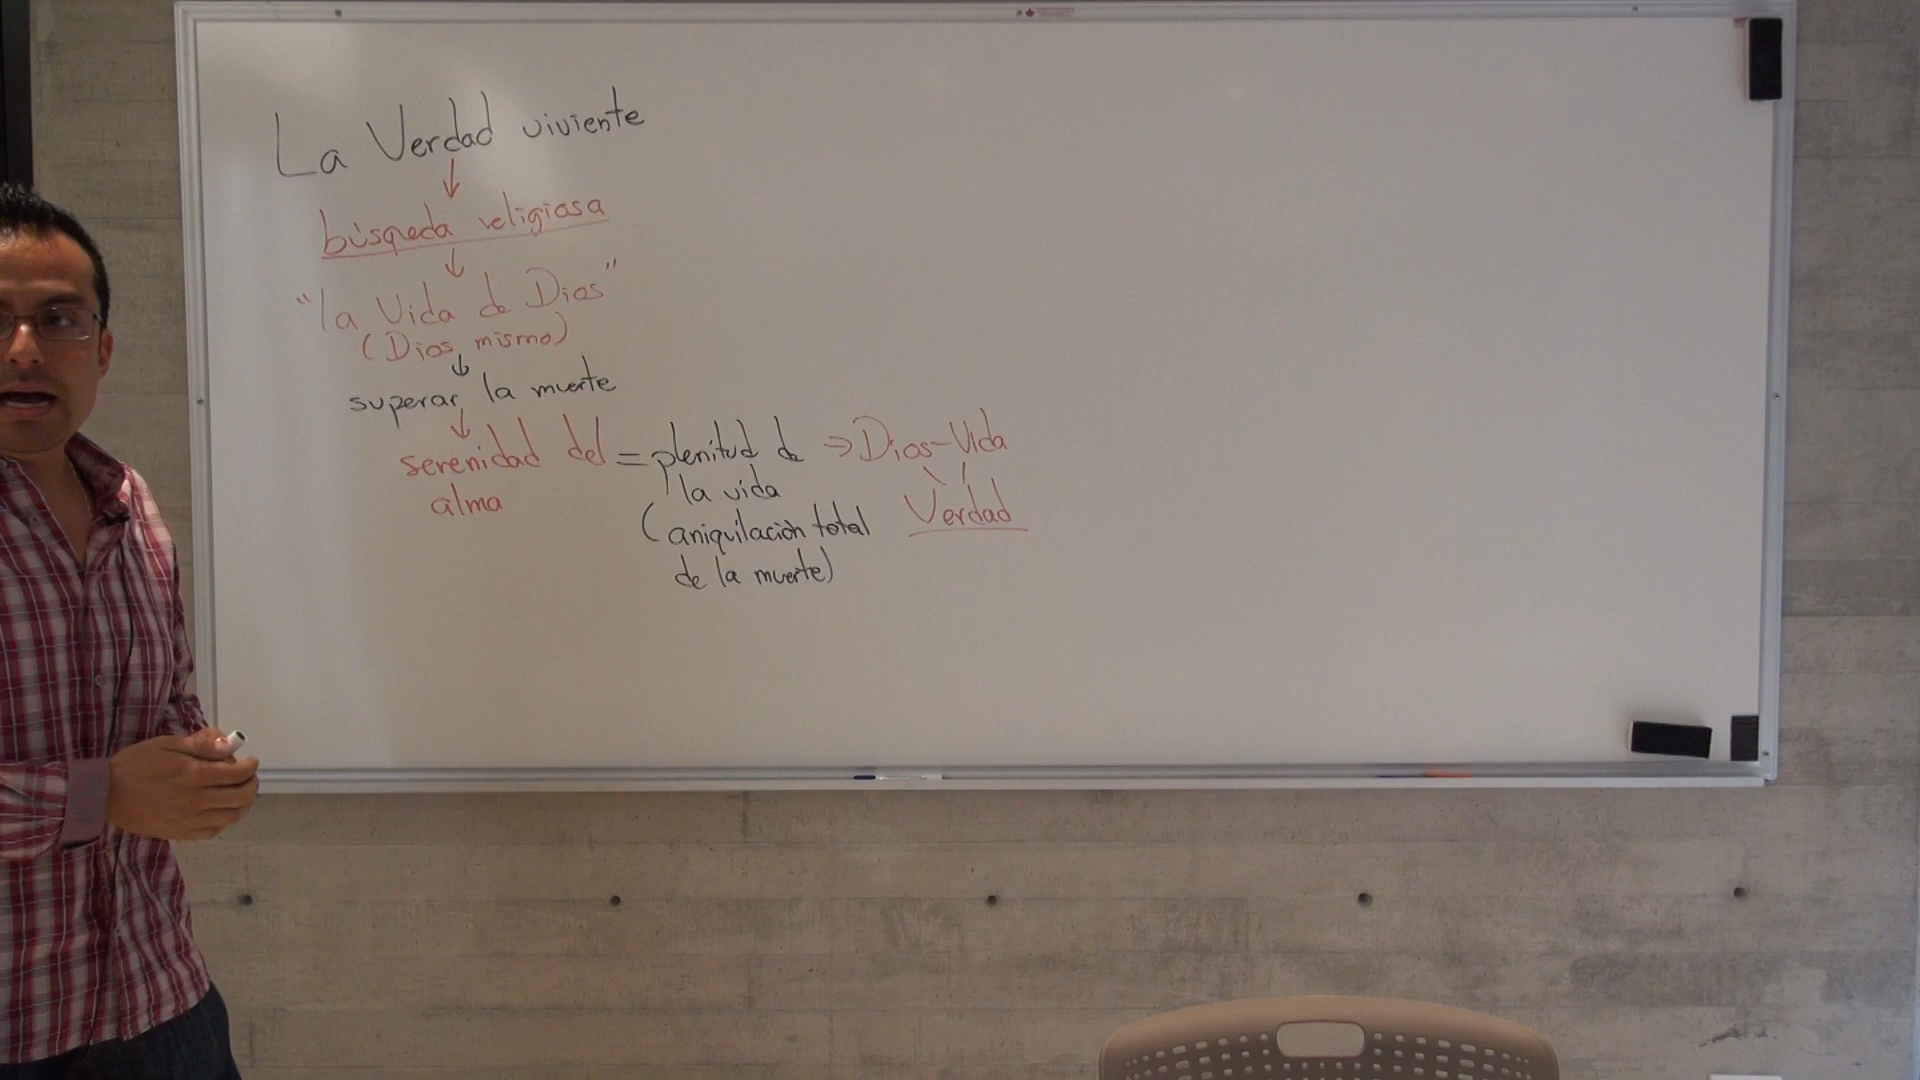 La Verdad viviente
↓
búsqueda religiosa
↓
"la Vida de Dios"
(Dios mismo)
↓
superar la muerte
↓
serenidad del = plenitud de ⇒ Dios-Vida
alma la vida Verdad
(aniquilación total
de la muerte)